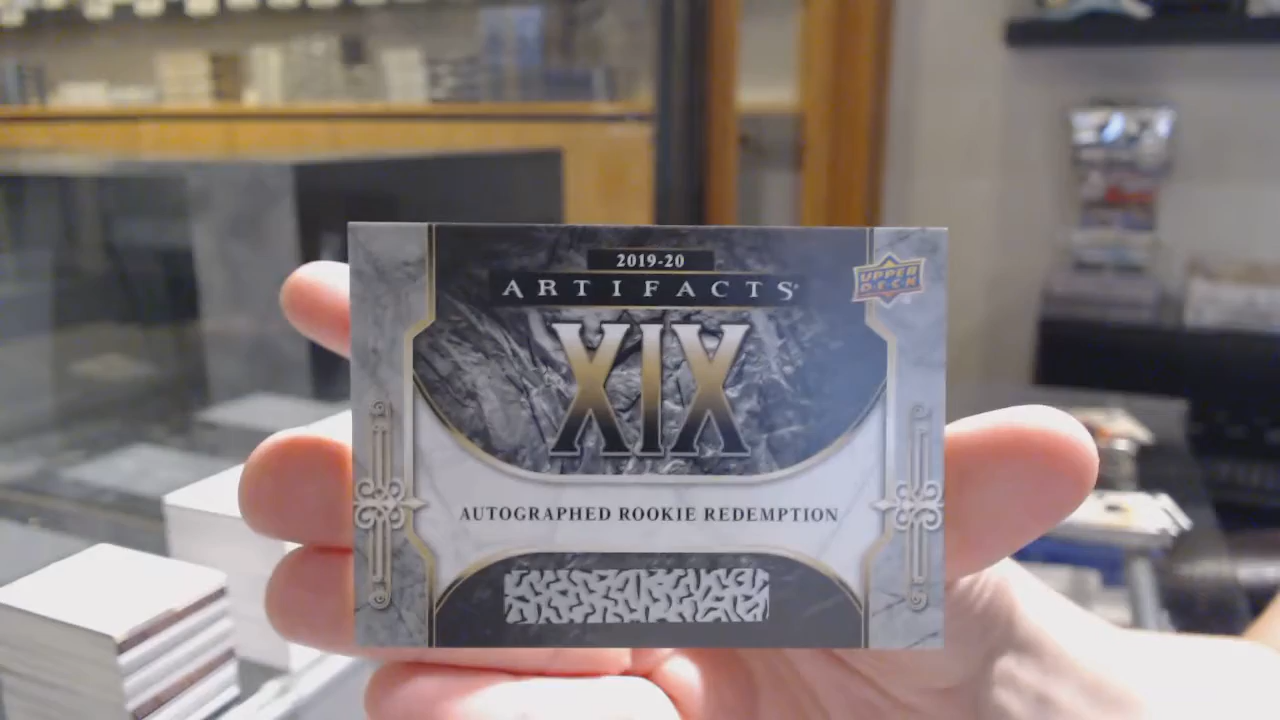 2019-20
ARTIFACTS
UPPER
DECK
XIX
AUTOGRAPHED ROOKIE REDEMPTION